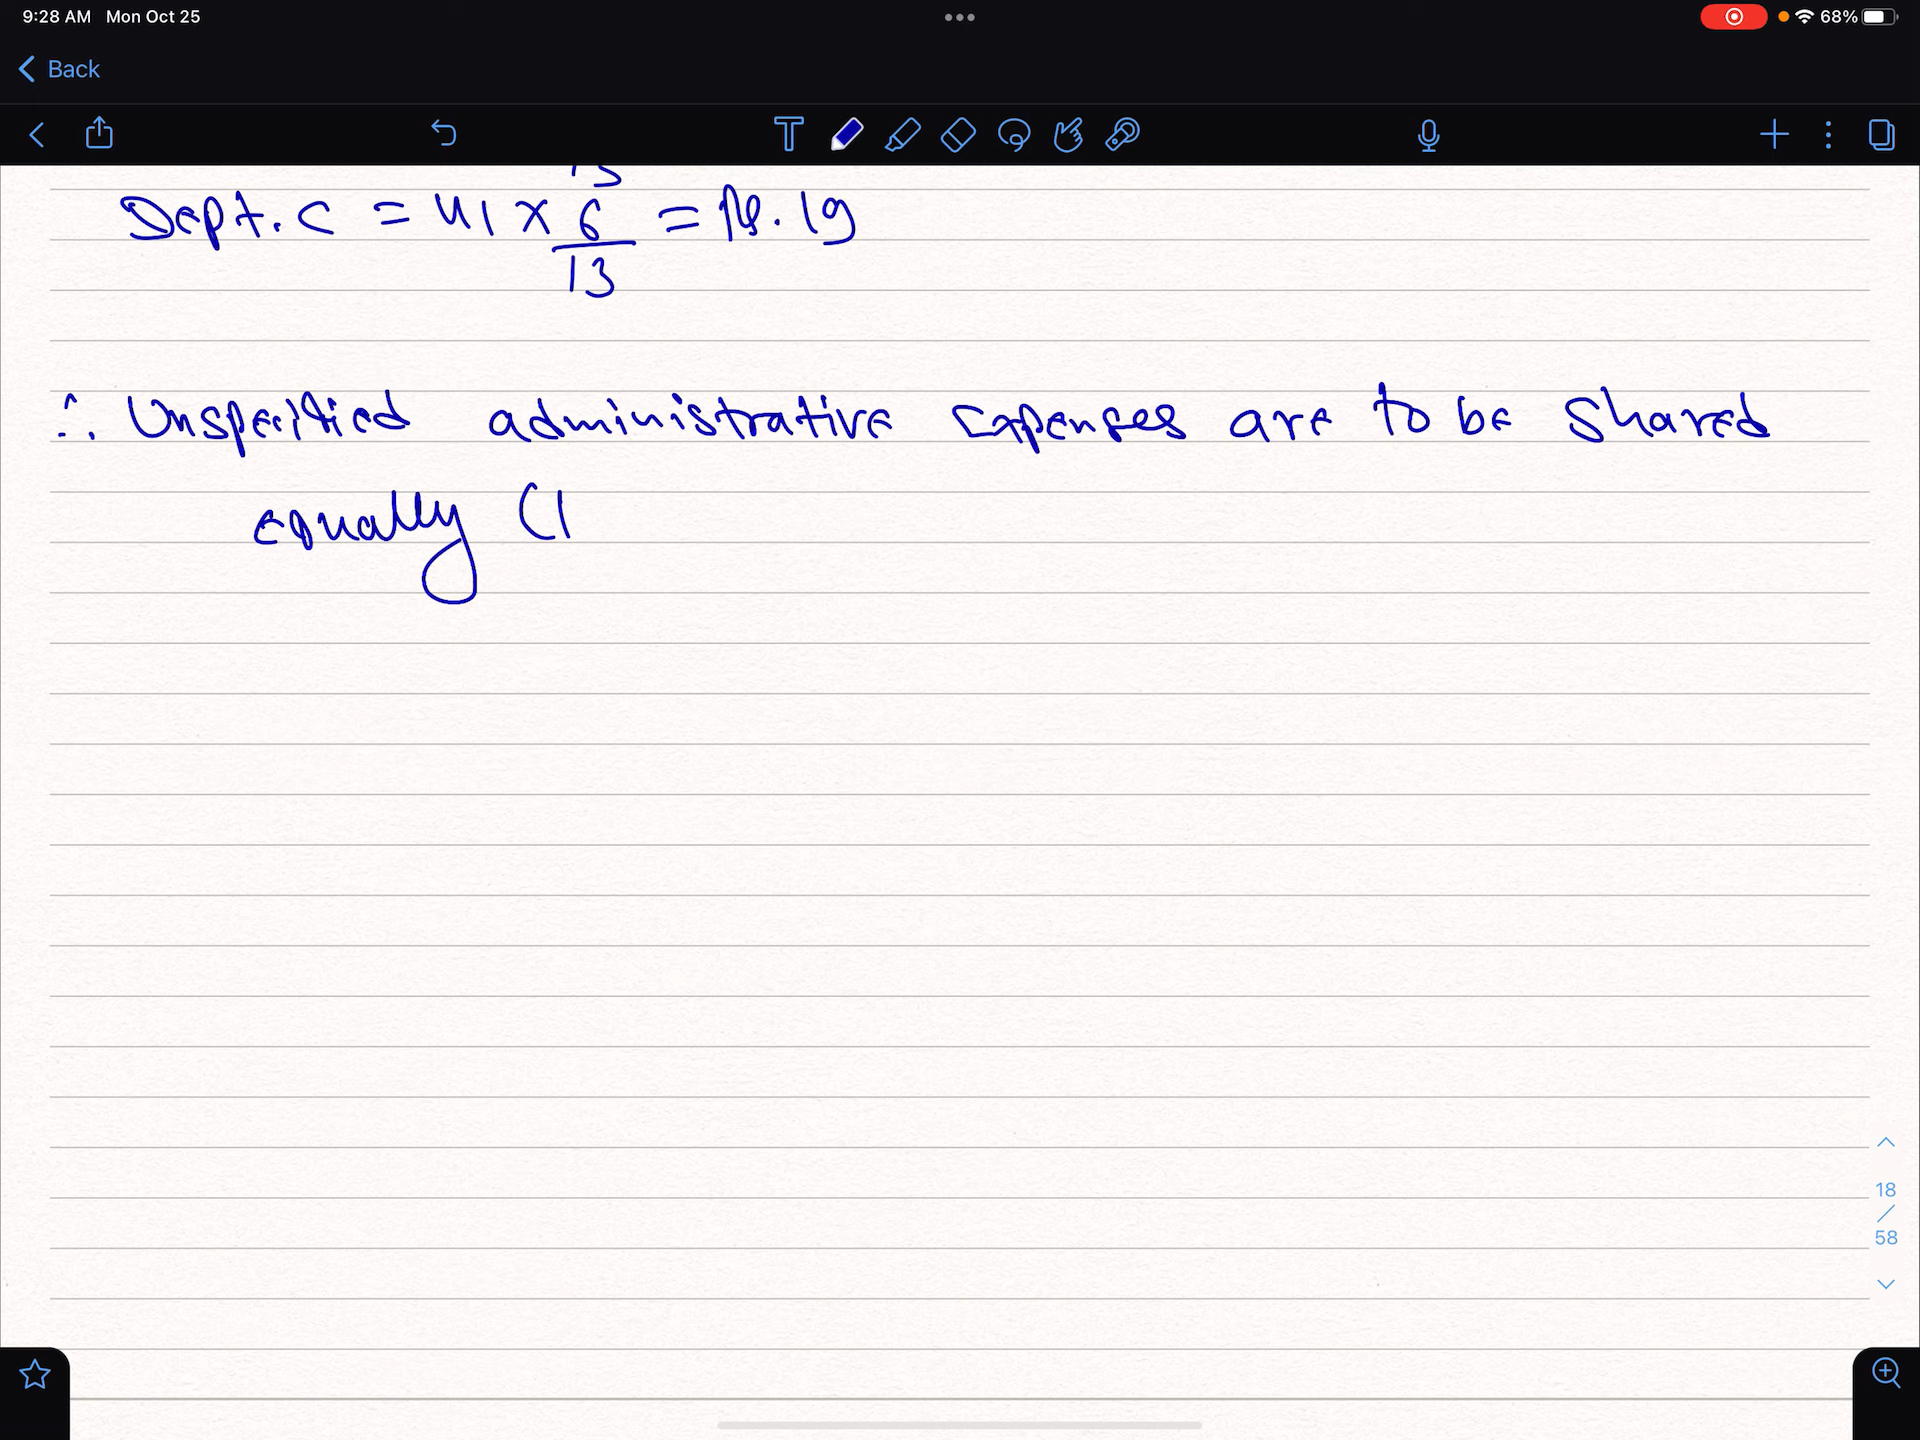 9:28 AM Mon Oct 25
68%
Back
T
13
Dept. C = 41 x 6 = 18.19
13
∴ Unspecified administrative Expenses are to be Shared
equally (1
18
/
58